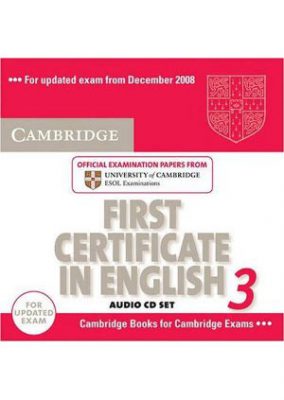 ••• For updated exam from December 2008
CAMBRIDGE
OFFICIAL EXAMINATION PAPERS FROM
UNIVERSITY of CAMBRIDGE
ESOL Examinations
FIRST
CERTIFICATE
IN ENGLISH 3
AUDIO CD SET
FOR
UPDATED
EXAM
Cambridge Books for Cambridge Exams •••